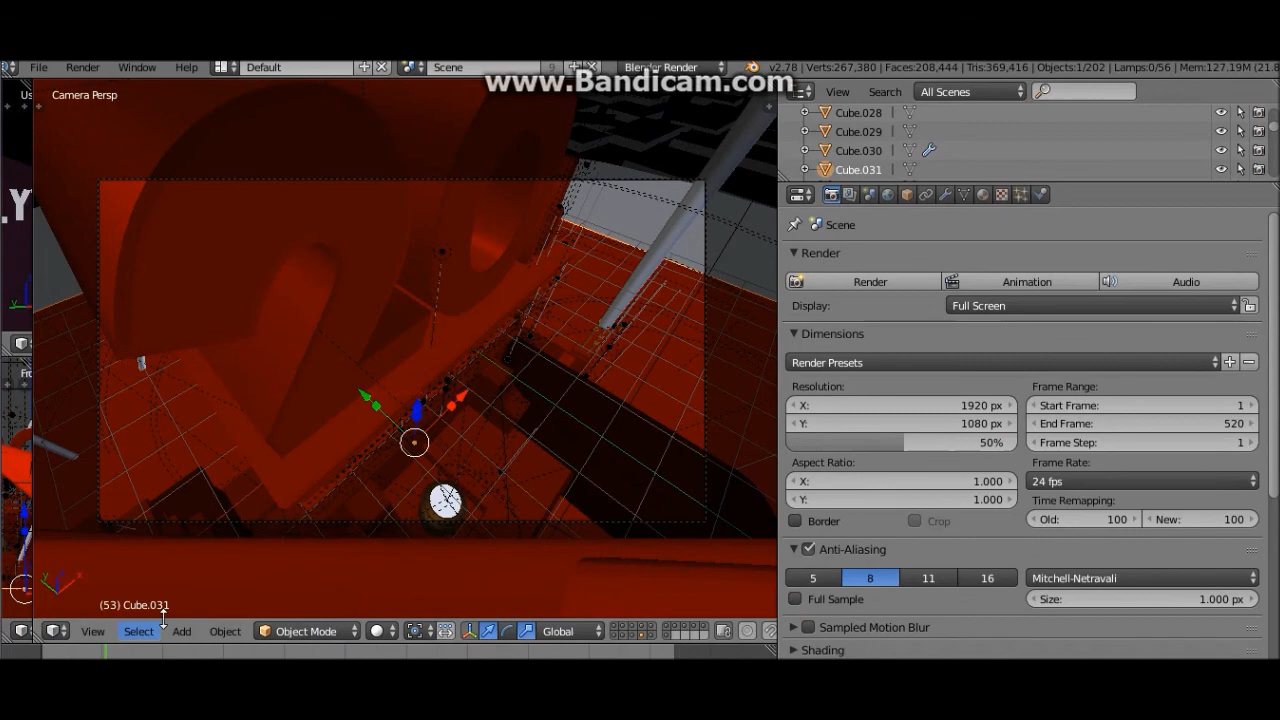 www.Bandicam.com
File Render Window Help Default Scene 9 Blender Render v2.78 | Verts:267,380 | Faces:208,444 | Tris:369,416 | Objects:1/202 | Lamps:0/56 | Mem:127.19M (21.8
Us Camera Persp View Search All Scenes
Cube.028
Cube.029
Cube.030
Cube.031
.Y
Scene
Render
Render Animation Audio
Display: Full Screen
Dimensions
Render Presets
Resolution: Frame Range:
X: 1920 px Start Frame: 1
Y: 1080 px End Frame: 520
50% Frame Step: 1
Aspect Ratio: Frame Rate:
X: 1.000 24 fps
Y: 1.000 Time Remapping:
Border Crop Old: 100 New: 100
Anti-Aliasing
5 8 11 16 Mitchell-Netravali
Full Sample Size: 1.000 px
Sampled Motion Blur
Shading
20
y
Fro
z
y x
(53) Cube.031
View Select Add Object Object Mode Global